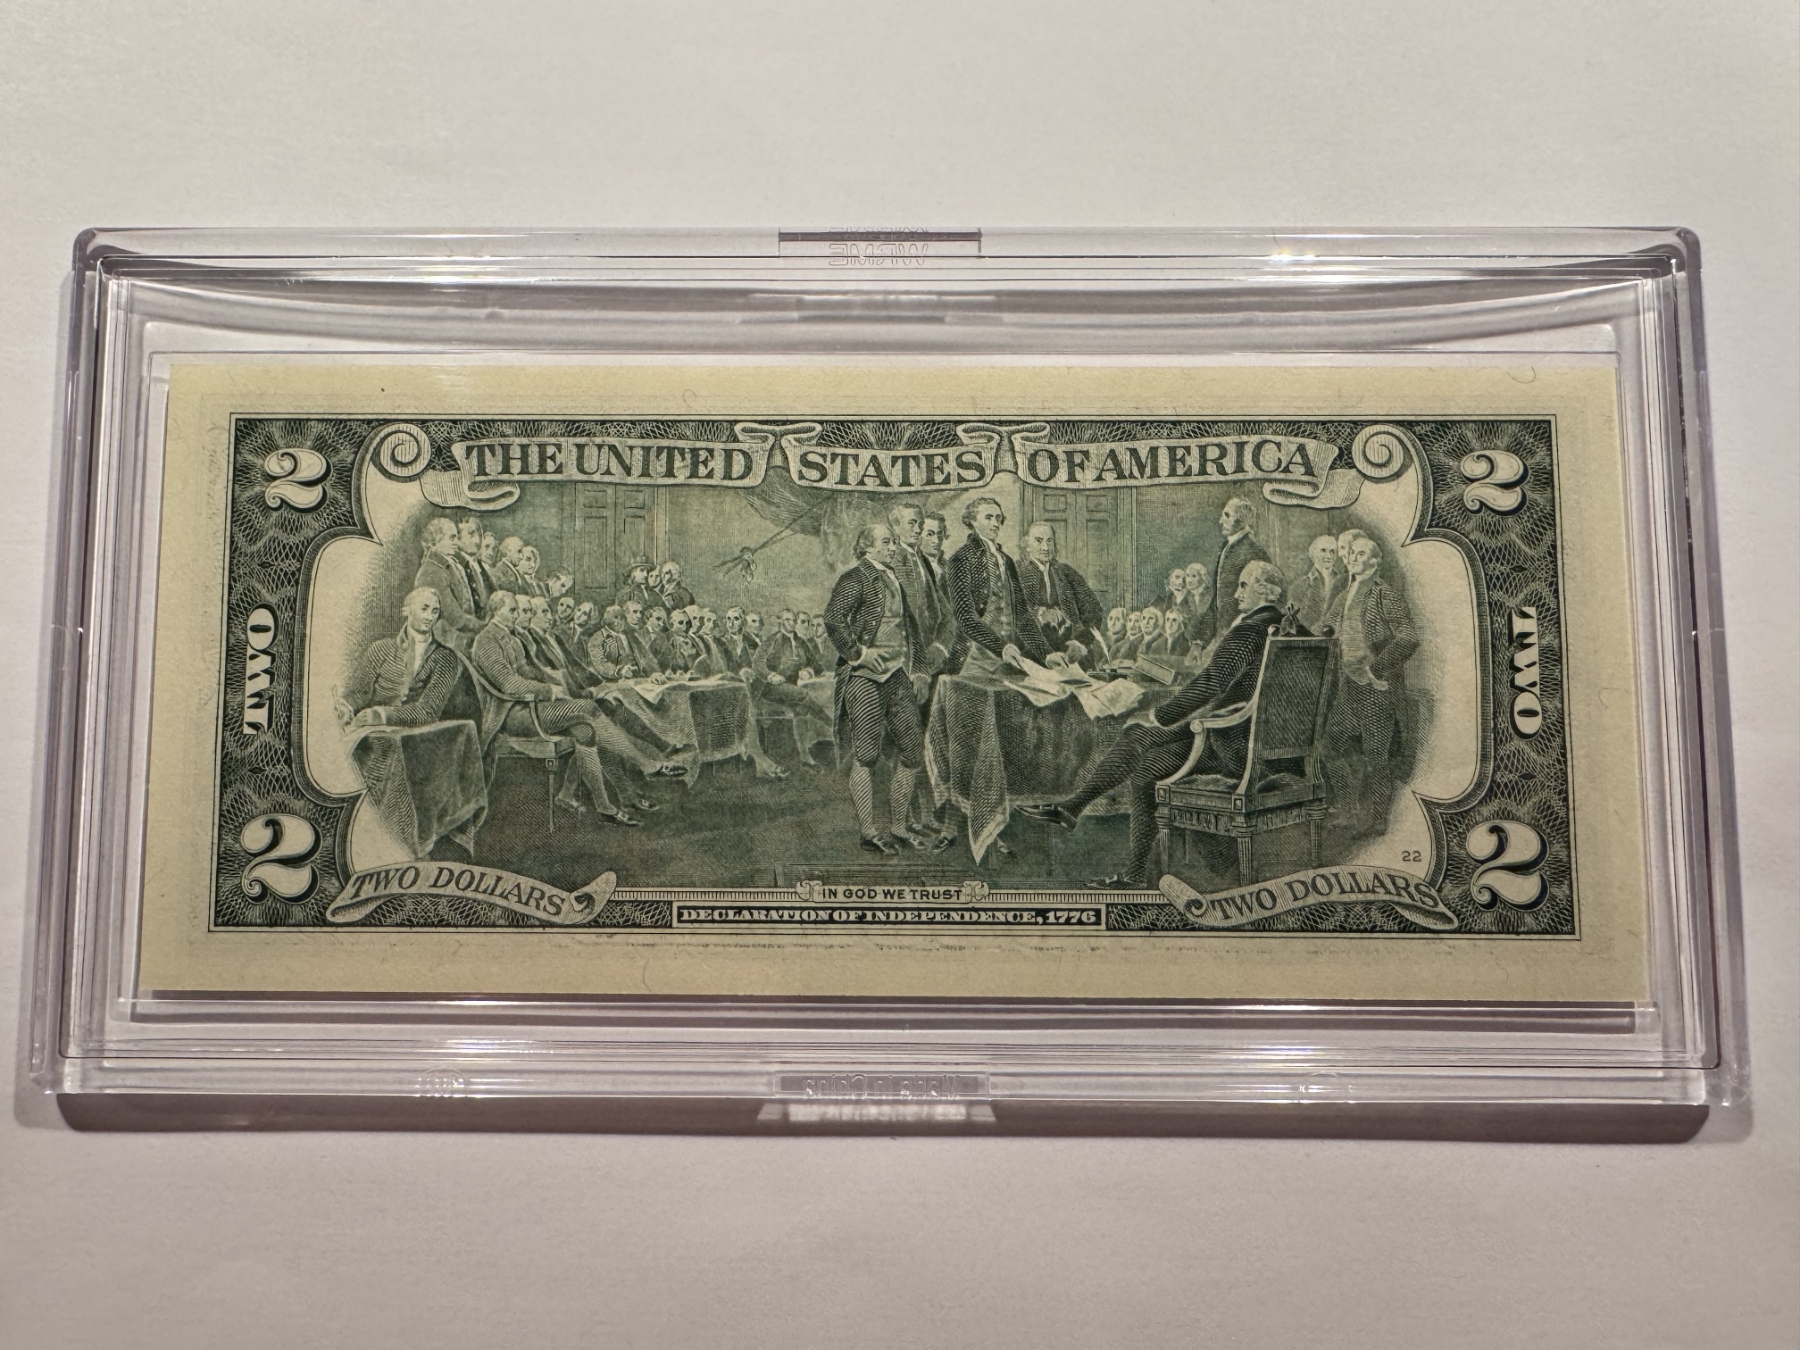 2 THE UNITED STATES OF AMERICA 2
TWO
TWO
22
2 TWO DOLLARS IN GOD WE TRUST TWO DOLLARS 2
DECLARATION OF INDEPENDENCE, 1776